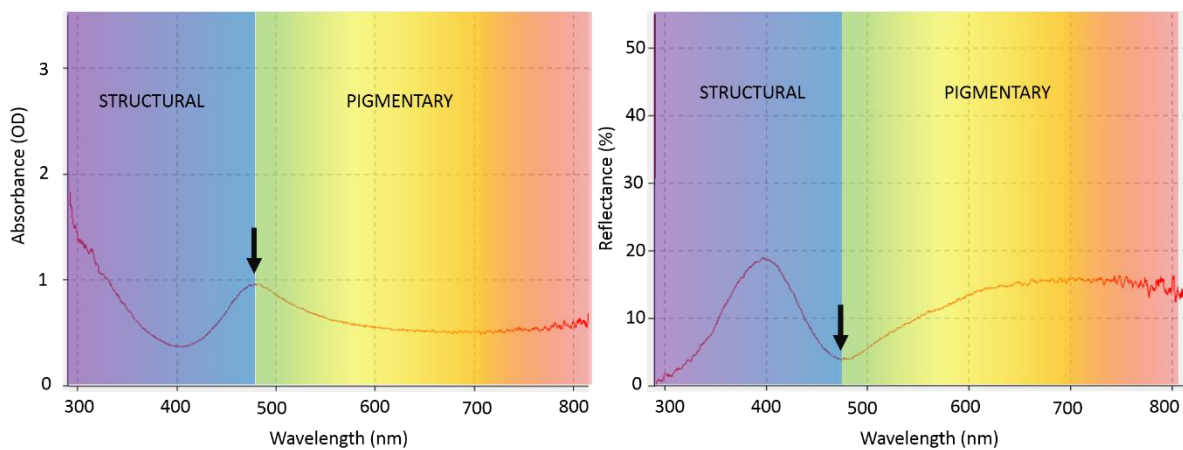 Absorbance (OD)
3
2
1
0
STRUCTURAL
PIGMENTARY
300
400
500
600
700
800
Wavelength (nm)
Reflectance (%)
50
40
30
20
10
0
STRUCTURAL
PIGMENTARY
300
400
500
600
700
800
Wavelength (nm)